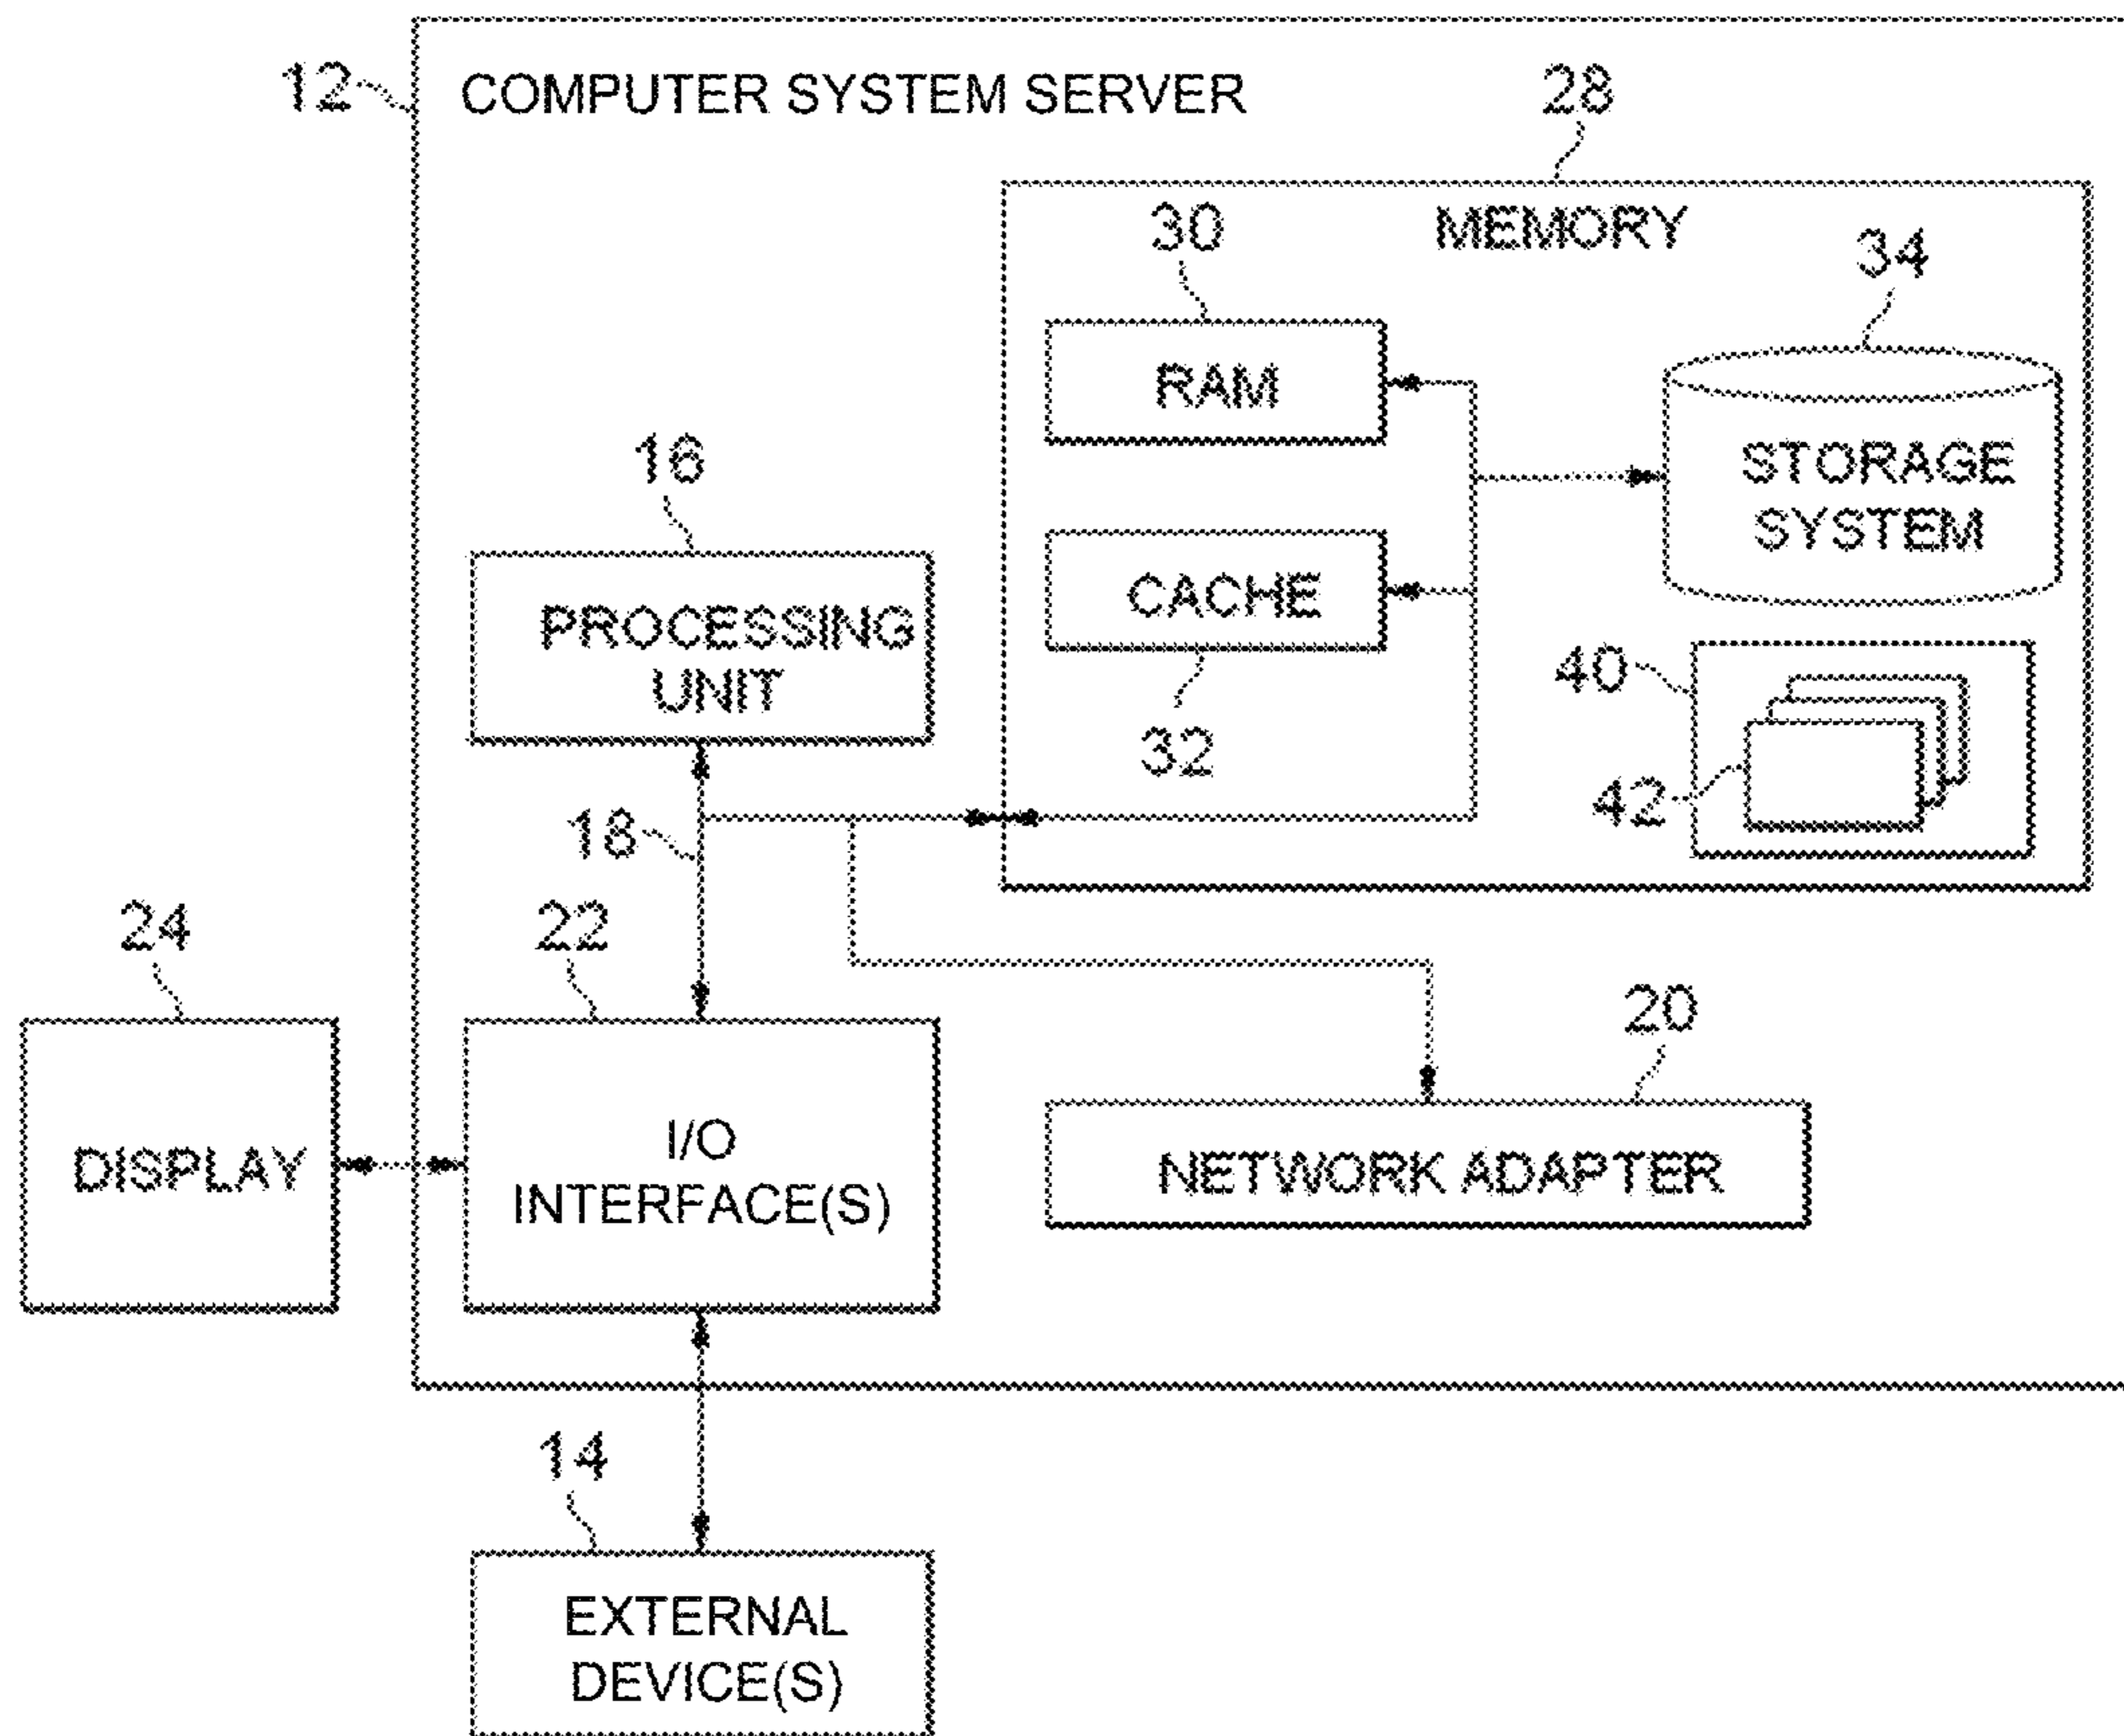 12
COMPUTER SYSTEM SERVER
28
MEMORY
30
34
RAM
STORAGE
SYSTEM
16
PROCESSING
UNIT
CACHE
32
40
42
18
24
22
20
DISPLAY
I/O
INTERFACE(S)
NETWORK ADAPTER
14
EXTERNAL
DEVICE(S)